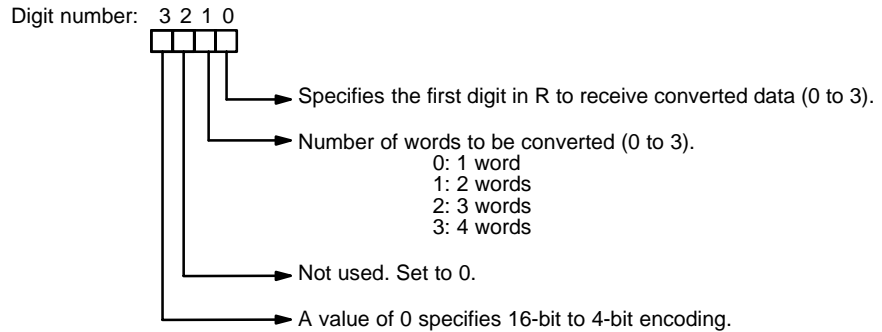 Digit number: 3 2 1 0
Specifies the first digit in R to receive converted data (0 to 3).
Number of words to be converted (0 to 3).
0: 1 word
1: 2 words
2: 3 words
3: 4 words
Not used. Set to 0.
A value of 0 specifies 16-bit to 4-bit encoding.